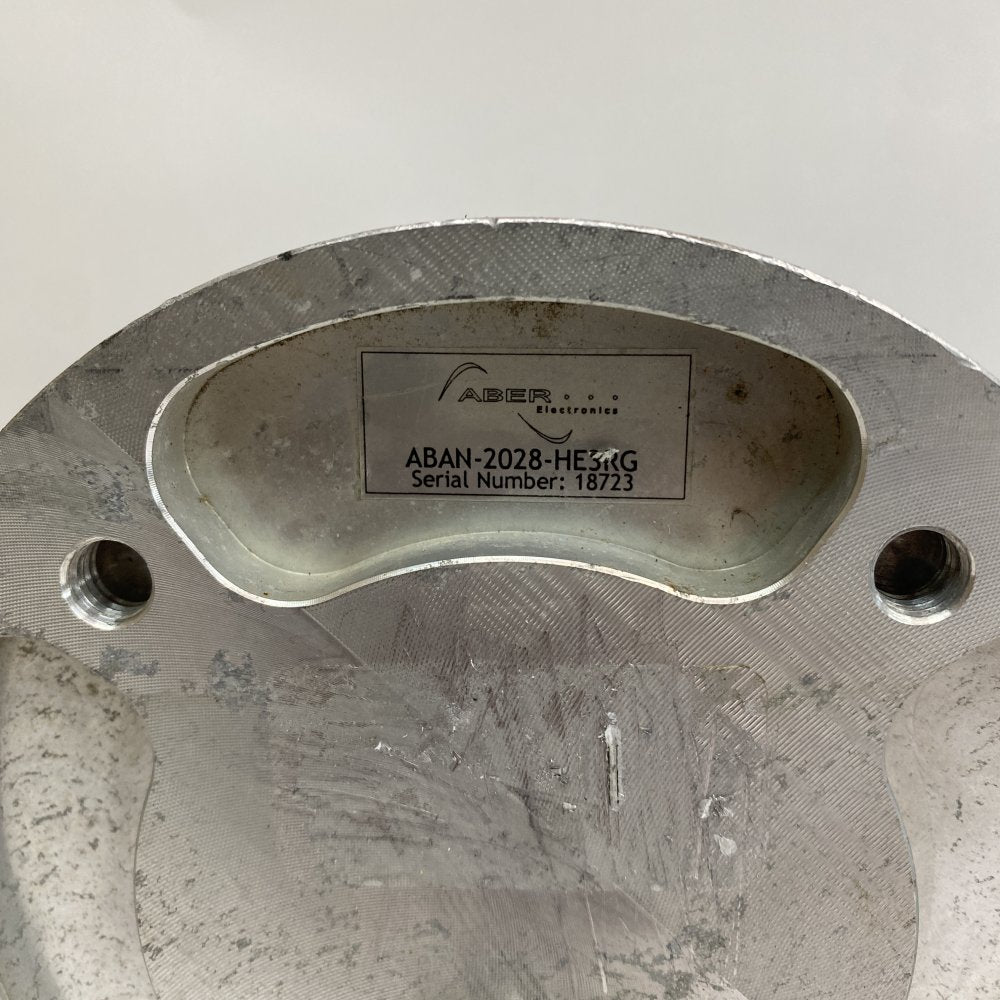 ABER...
Electronics
ABAN-2028-HE3RG
Serial Number: 18723